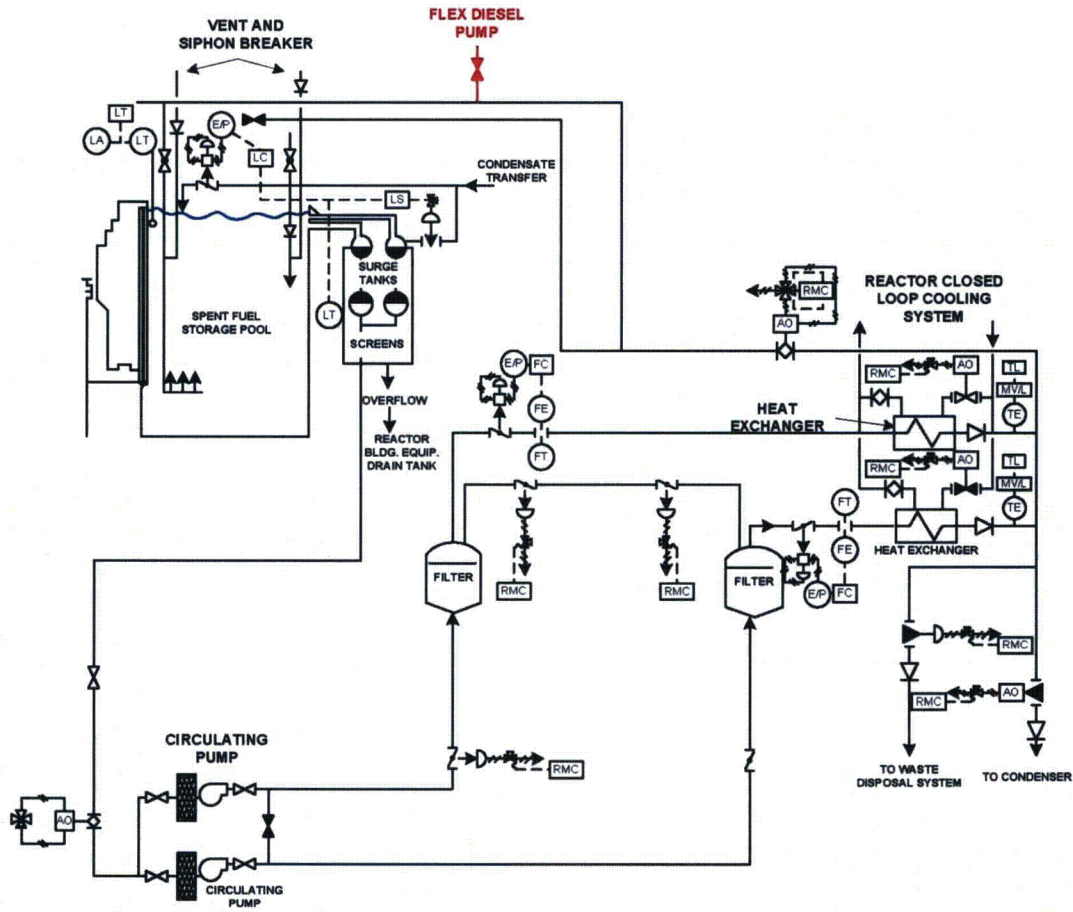 FLEX DIESEL
PUMP
VENT AND
SIPHON BREAKER
LT
LA
LT
E/P
LC
CONDENSATE
TRANSFER
LS
SURGE
TANKS
SPENT FUEL
STORAGE POOL
LT
SCREENS
OVERFLOW
REACTOR
BLDG. EQUIP.
DRAIN TANK
REACTOR CLOSED
LOOP COOLING
SYSTEM
RMC
AO
E/P
FC
FE
FT
RMC
AO
TL
MV/L
TE
HEAT
EXCHANGER
RMC
AO
TL
MV/L
TE
FT
FE
E/P
FC
HEAT EXCHANGER
FILTER
RMC
RMC
FILTER
RMC
RMC
AO
TO WASTE
DISPOSAL SYSTEM
TO CONDENSER
CIRCULATING
PUMP
RMC
AO
CIRCULATING
PUMP